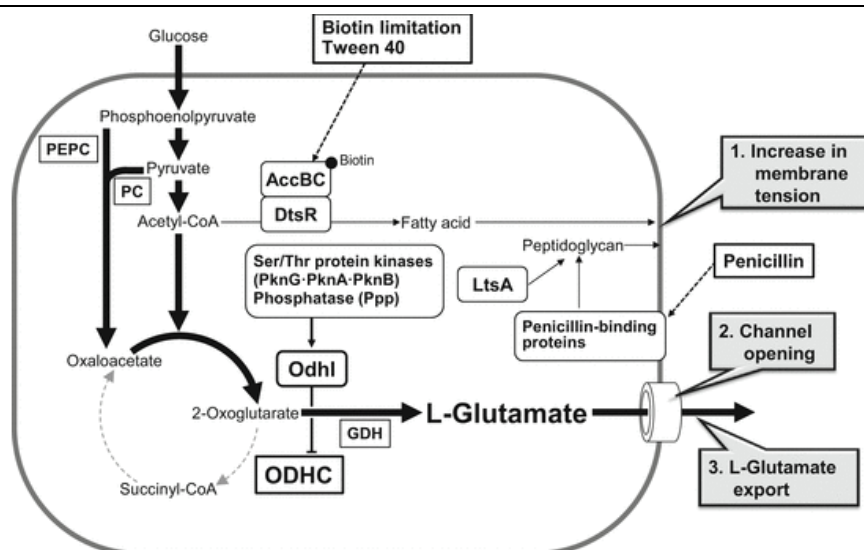 Glucose
Biotin limitation
Tween 40
Phosphoenolpyruvate
PEPC
Pyruvate
PC
Biotin
AccBC
DtsR
Acetyl-CoA
Fatty acid
1. Increase in
membrane
tension
Peptidoglycan
Ser/Thr protein kinases
(PknG·PknA·PknB)
Phosphatase (Ppp)
LtsA
Penicillin
Penicillin-binding
proteins
2. Channel
opening
Oxaloacetate
OdhI
2-Oxoglutarate
GDH
L-Glutamate
ODHC
Succinyl-CoA
3. L-Glutamate
export